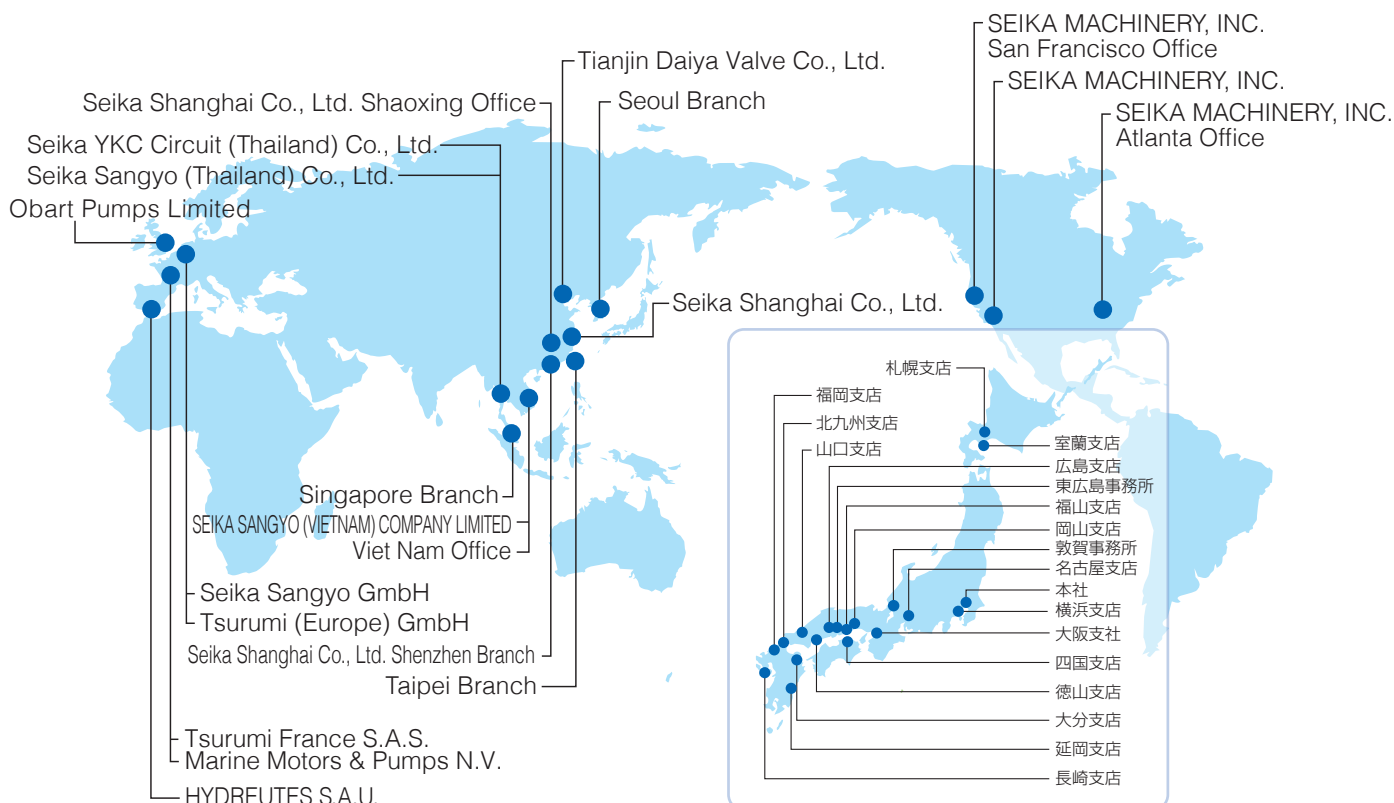 SEIKA MACHINERY, INC.
San Francisco Office
Tianjin Daiya Valve Co., Ltd.
SEIKA MACHINERY, INC.
Seika Shanghai Co., Ltd. Shaoxing Office
Seoul Branch
SEIKA MACHINERY, INC.
Atlanta Office
Seika YKC Circuit (Thailand) Co., Ltd.
Seika Sangyo (Thailand) Co., Ltd.
Obart Pumps Limited
Seika Shanghai Co., Ltd.
札幌支店
福岡支店
北九州支店
山口支店
室蘭支店
広島支店
東広島事務所
福山支店
岡山支店
敦賀事務所
名古屋支店
本社
横浜支店
大阪支社
四国支店
徳山支店
大分支店
延岡支店
長崎支店
Singapore Branch
SEIKA SANGYO (VIETNAM) COMPANY LIMITED
Viet Nam Office
Seika Sangyo GmbH
Tsurumi (Europe) GmbH
Seika Shanghai Co., Ltd. Shenzhen Branch
Taipei Branch
Tsurumi France S.A.S.
Marine Motors & Pumps N.V.
HYDREUTES S.A.U.